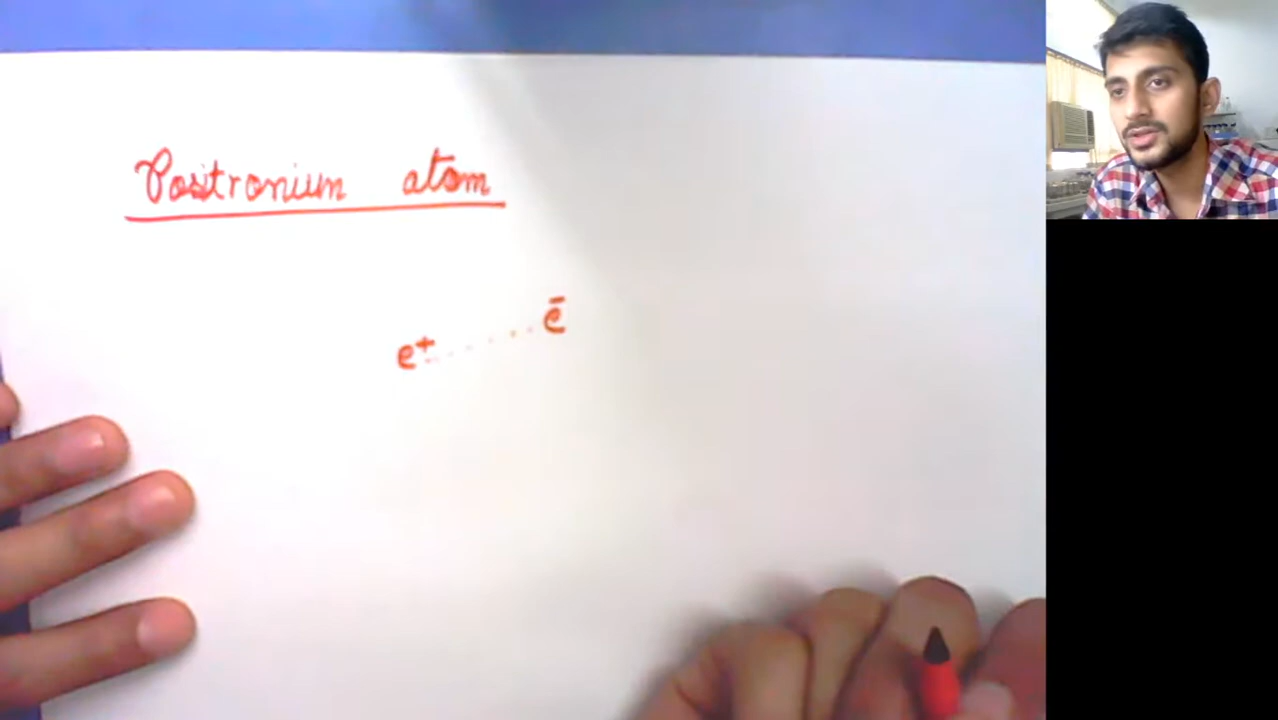 Positronium atom
e⁺ ..... e⁻